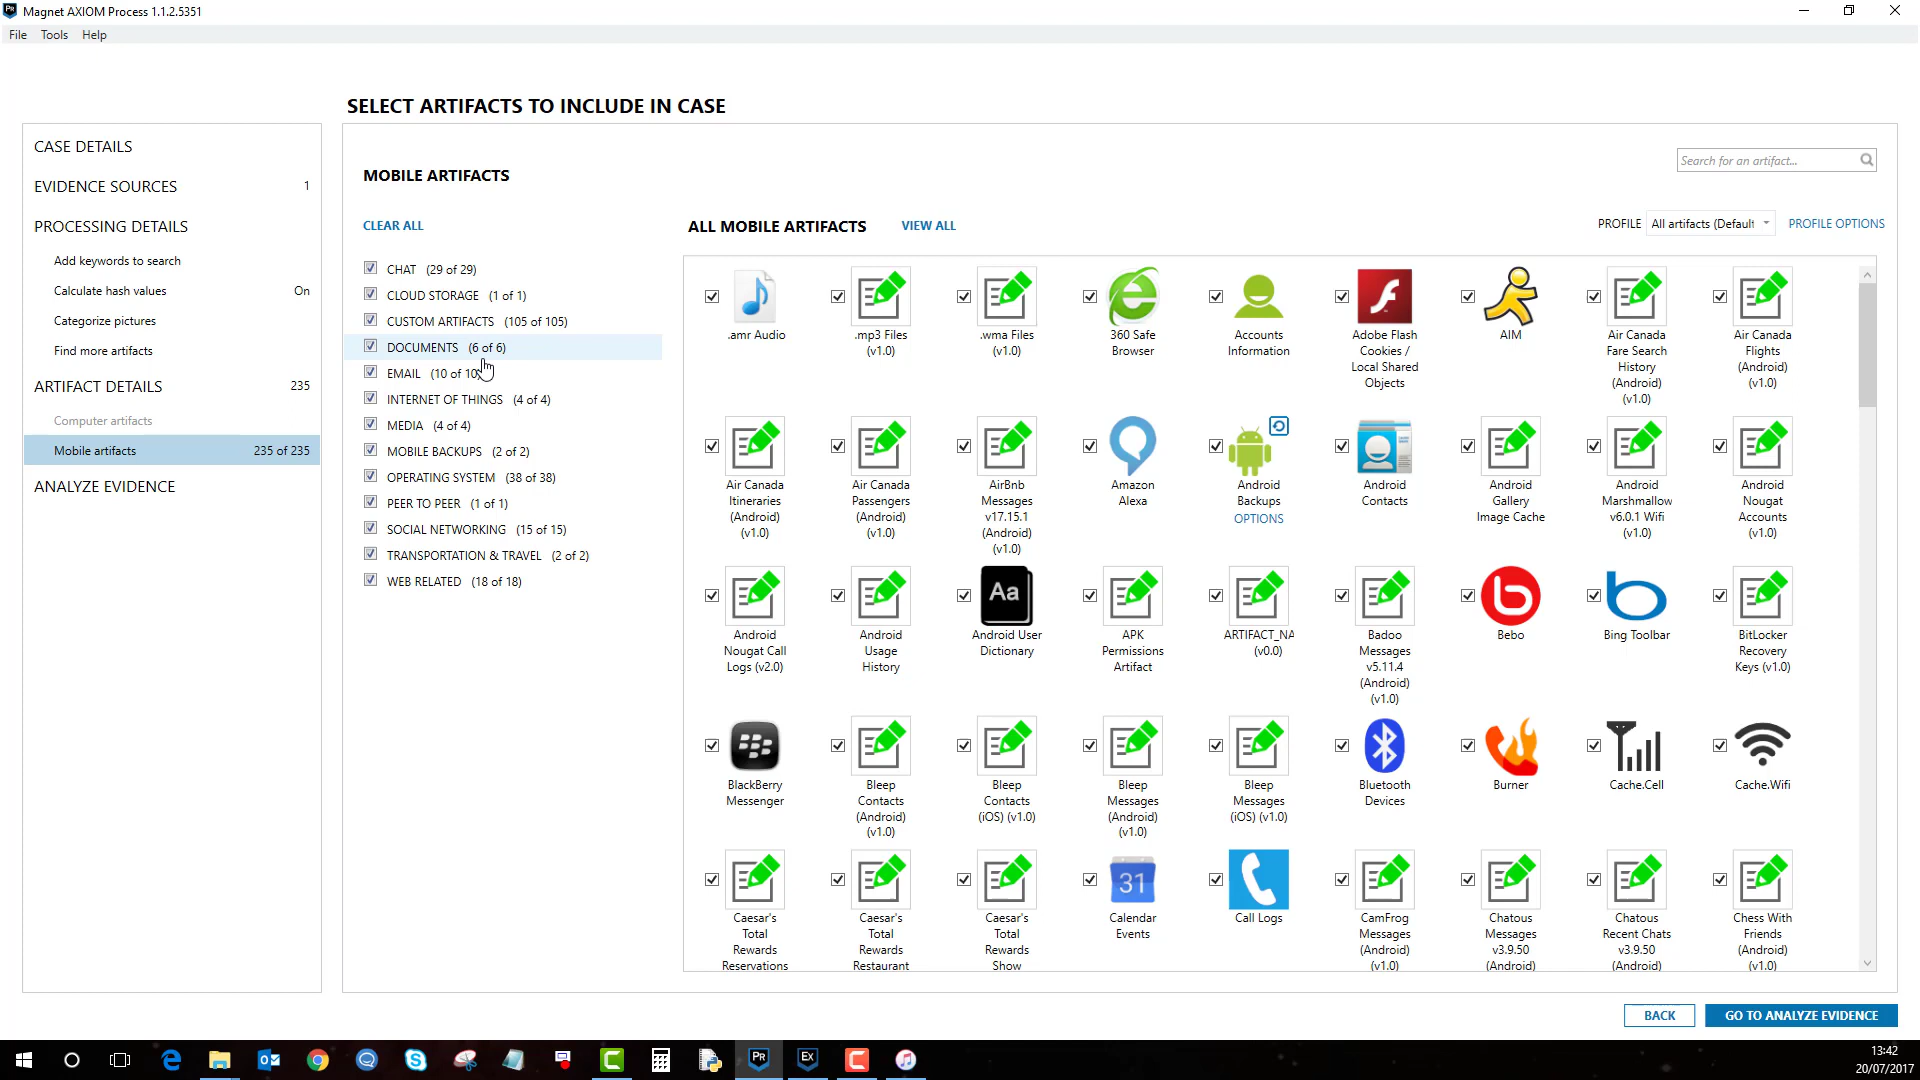 Magnet AXIOM Process 1.1.2.5351
File Tools Help
SELECT ARTIFACTS TO INCLUDE IN CASE
CASE DETAILS
EVIDENCE SOURCES 1
PROCESSING DETAILS
Add keywords to search
Calculate hash values On
Categorize pictures
Find more artifacts
ARTIFACT DETAILS 235
Computer artifacts
Mobile artifacts 235 of 235
ANALYZE EVIDENCE
MOBILE ARTIFACTS
Search for an artifact...
CLEAR ALL
ALL MOBILE ARTIFACTS VIEW ALL
PROFILE All artifacts (Default PROFILE OPTIONS
CHAT (29 of 29)
CLOUD STORAGE (1 of 1)
CUSTOM ARTIFACTS (105 of 105)
DOCUMENTS (6 of 6)
EMAIL (10 of 10
INTERNET OF THINGS (4 of 4)
MEDIA (4 of 4)
MOBILE BACKUPS (2 of 2)
OPERATING SYSTEM (38 of 38)
PEER TO PEER (1 of 1)
SOCIAL NETWORKING (15 of 15)
TRANSPORTATION & TRAVEL (2 of 2)
WEB RELATED (18 of 18)
.amr Audio
.mp3 Files
(v1.0)
.wma Files
(v1.0)
360 Safe
Browser
Accounts
Information
Adobe Flash
Cookies /
Local Shared
Objects
AIM
Air Canada
Fare Search
History
(Android)
(v1.0)
Air Canada
Flights
(Android)
(v1.0)
Air Canada
Itineraries
(Android)
(v1.0)
Air Canada
Passengers
(Android)
(v1.0)
AirBnb
Messages
v17.15.1
(Android)
(v1.0)
Amazon
Alexa
Android
Backups
OPTIONS
Android
Contacts
Android
Gallery
Image Cache
Android
Marshmallow
v6.0.1 Wifi
(v1.0)
Android
Nougat
Accounts
(v1.0)
Android
Nougat Call
Logs (v2.0)
Android
Usage
History
Aa
Android User
Dictionary
APK
Permissions
Artifact
ARTIFACT_NA
(v0.0)
Badoo
Messages
v5.11.4
(Android)
(v1.0)
Bebo
Bing Toolbar
BitLocker
Recovery
Keys (v1.0)
BlackBerry
Messenger
Bleep
Contacts
(Android)
(v1.0)
Bleep
Contacts
(iOS) (v1.0)
Bleep
Messages
(Android)
(v1.0)
Bleep
Messages
(iOS) (v1.0)
Bluetooth
Devices
Burner
Cache.Cell
Cache.Wifi
Caesar's
Total
Rewards
Reservations
Caesar's
Total
Rewards
Restaurant
Caesar's
Total
Rewards
Show
31
Calendar
Events
Call Logs
CamFrog
Messages
(Android)
(v1.0)
Chatous
Messages
v3.9.50
(Android)
Chatous
Recent Chats
v3.9.50
(Android)
Chess With
Friends
(Android)
(v1.0)
BACK GO TO ANALYZE EVIDENCE
PR EX
13:42
20/07/2017